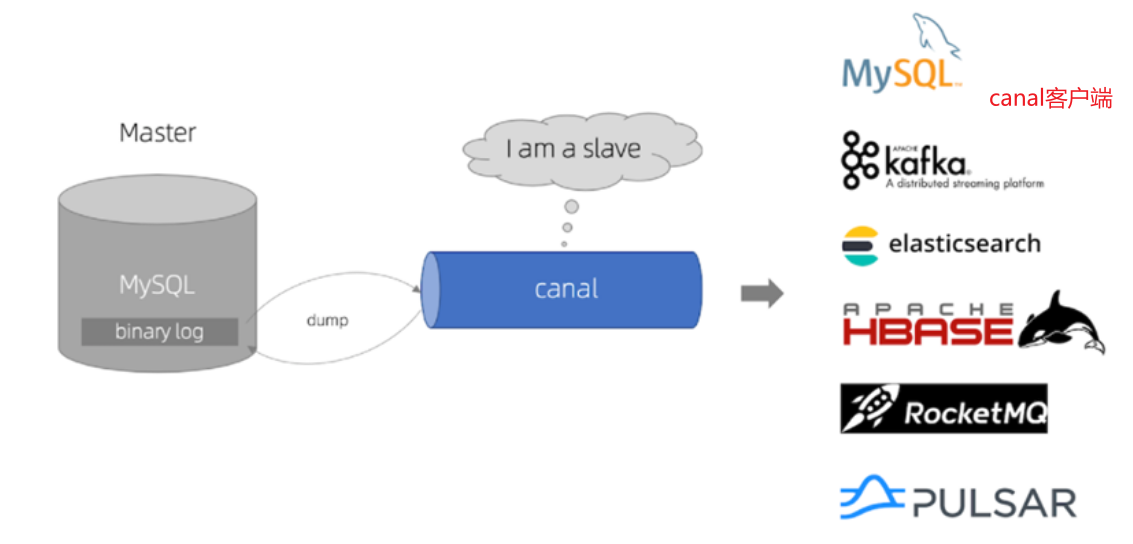 Master
MySQL
binary log
dump
I am a slave
canal
MySQL
canal客户端
APACHE
kafka
A distributed streaming platform
elasticsearch
APACHE
HBASE
RocketMQ
PULSAR